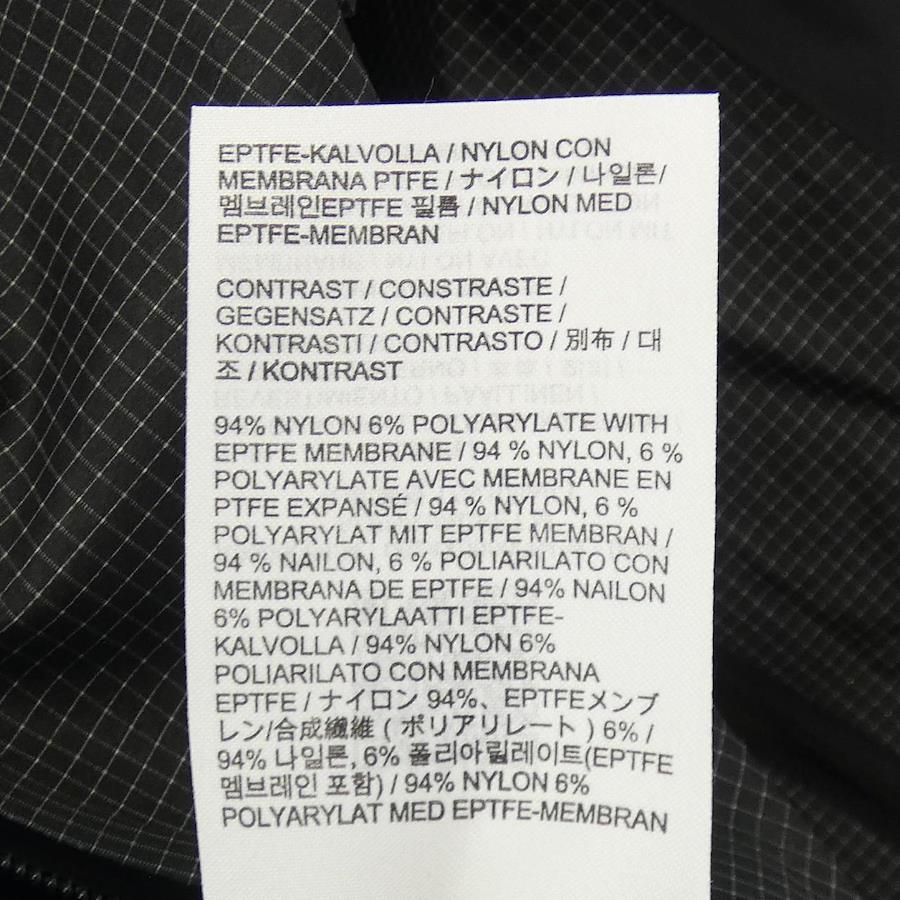 EPTFE-KALVOLLA / NYLON CON
MEMBRANA PTFE / ナイロン / 나일론/
멤브레인EPTFE 필름 / NYLON MED
EPTFE-MEMBRAN
CONTRAST / CONSTRASTE /
GEGENSATZ / CONTRASTE /
KONTRASTI / CONTRASTO / 別布 / 대
조 / KONTRAST
94% NYLON 6% POLYARYLATE WITH
EPTFE MEMBRANE / 94 % NYLON, 6 %
POLYARYLATE AVEC MEMBRANE EN
PTFE EXPANSÉ / 94 % NYLON, 6 %
POLYARYLAT MIT EPTFE MEMBRAN /
94 % NAILON, 6 % POLIARILATO CON
MEMBRANA DE EPTFE / 94% NAILON
6% POLYARYLAATTI EPTFE-
KALVOLLA / 94% NYLON 6%
POLIARILATO CON MEMBRANA
EPTFE / ナイロン 94%、EPTFEメンブ
レン/合成繊維 ( ポリアリレート ) 6% /
94% 나일론, 6% 폴리아릴레이트(EPTFE
멤브레인 포함) / 94% NYLON 6%
POLYARYLAT MED EPTFE-MEMBRAN